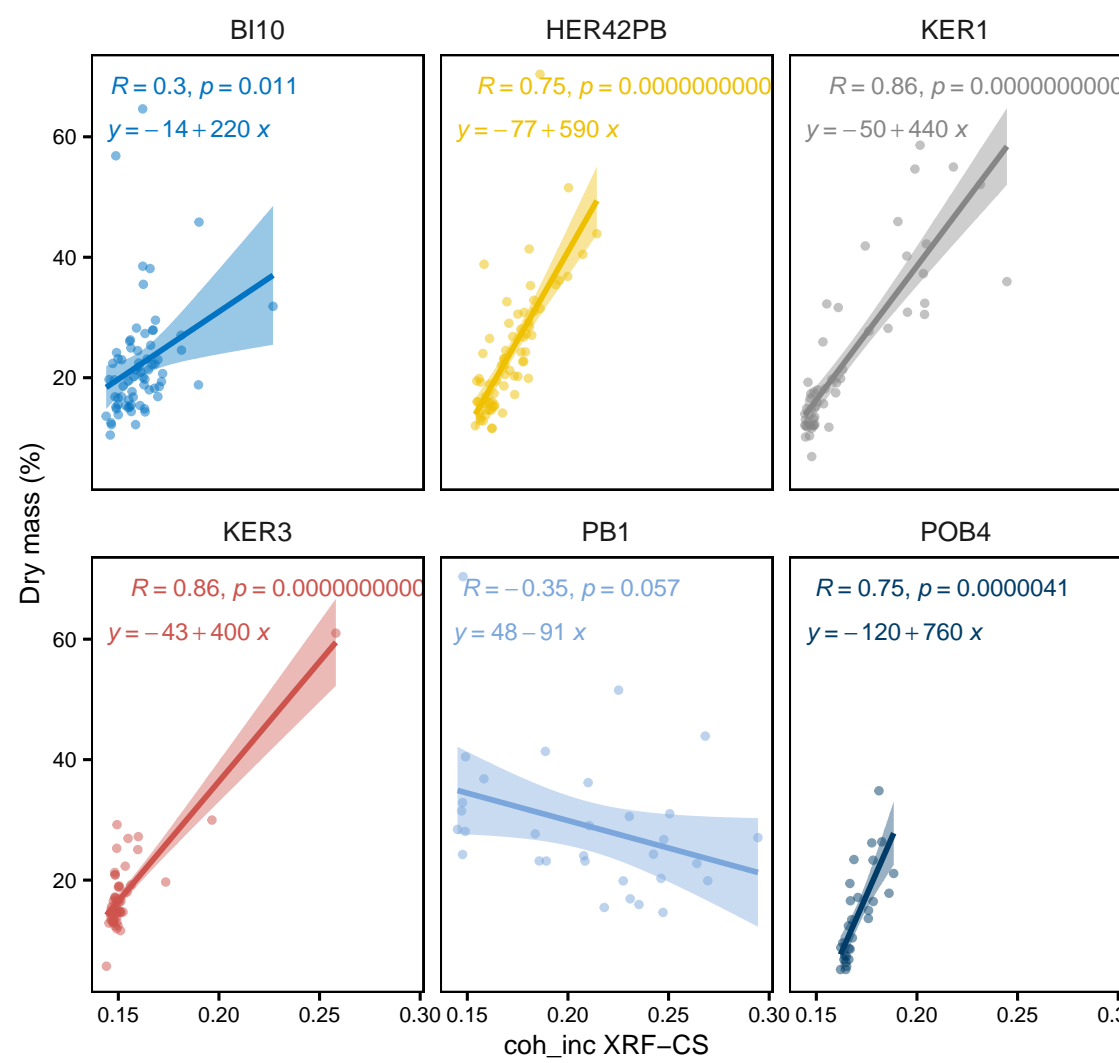 BI10
HER42PB
KER1
R = 0.3, p = 0.011
y = −14 + 220 x
R = 0.75, p = 0.0000000000
y = −77 + 590 x
R = 0.86, p = 0.0000000000
y = −50 + 440 x
60
40
20
Dry mass (%)
KER3
PB1
POB4
R = 0.86, p = 0.0000000000
y = −43 + 400 x
R = −0.35, p = 0.057
y = 48 − 91 x
R = 0.75, p = 0.0000041
y = −120 + 760 x
60
40
20
0.15 0.20 0.25 0.30
0.15 0.20 0.25 0.30
0.15 0.20 0.25
coh_inc XRF−CS